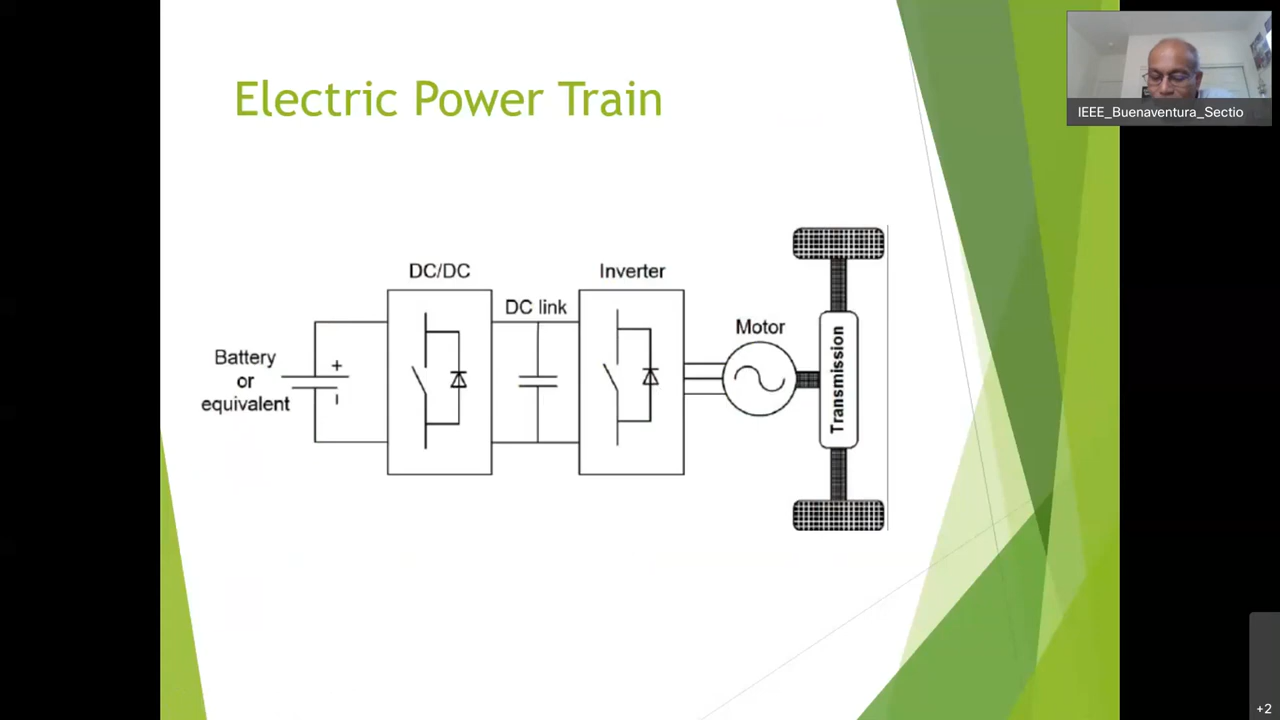 Electric Power Train
IEEE_Buenaventura_Sectio
DC/DC
Inverter
DC link
Motor
Battery
or
equivalent
+
-
Transmission
+2